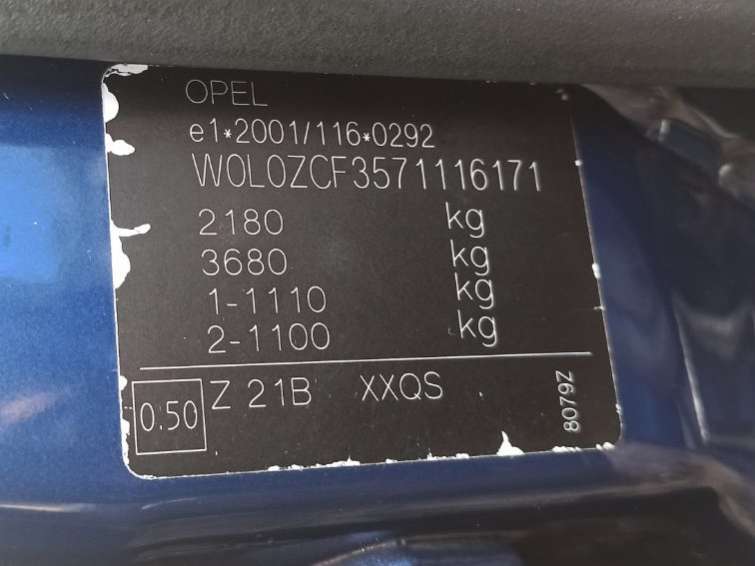 OPEL
e1*2001/116*0292
W0L0ZCF3571116171
2180 kg
3680 kg
1-1110 kg
2-1100 kg
0.50 Z 21B XXQS
8079Z